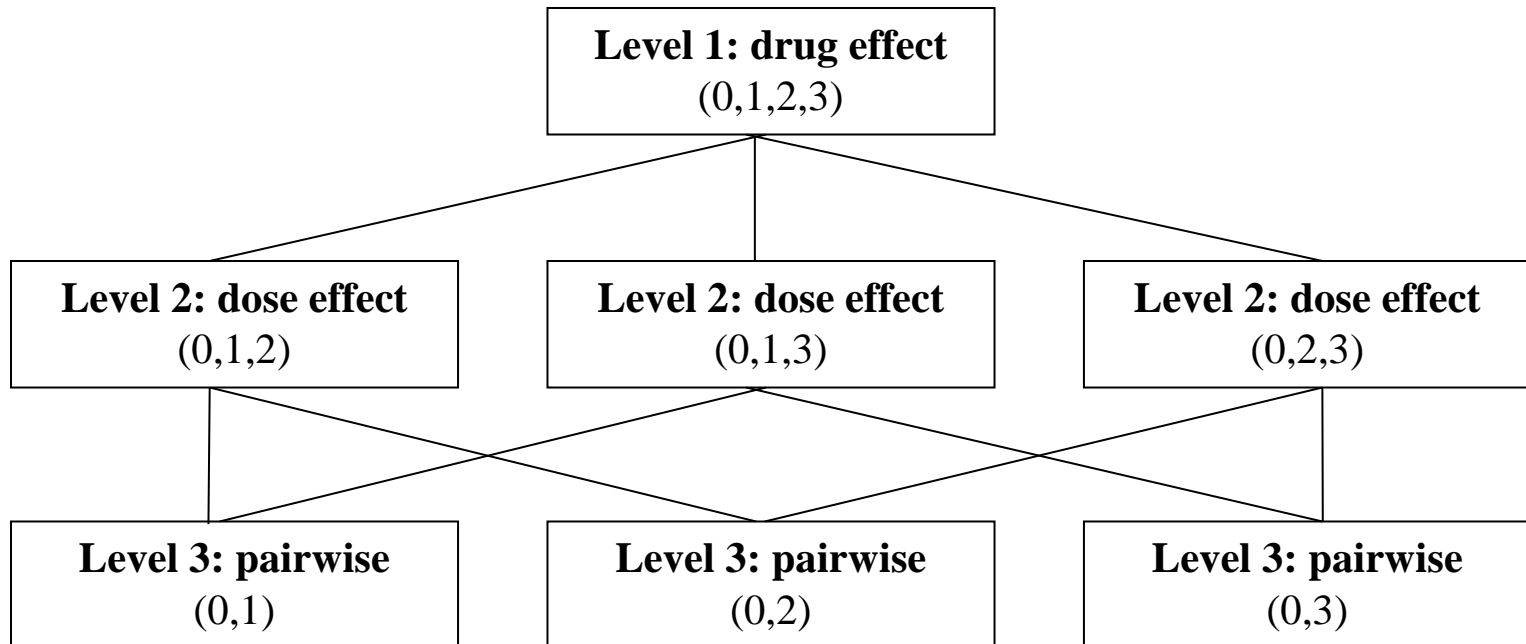 Level 1: drug effect
(0,1,2,3)
Level 2: dose effect
(0,1,2)
Level 2: dose effect
(0,1,3)
Level 2: dose effect
(0,2,3)
Level 3: pairwise
(0,1)
Level 3: pairwise
(0,2)
Level 3: pairwise
(0,3)